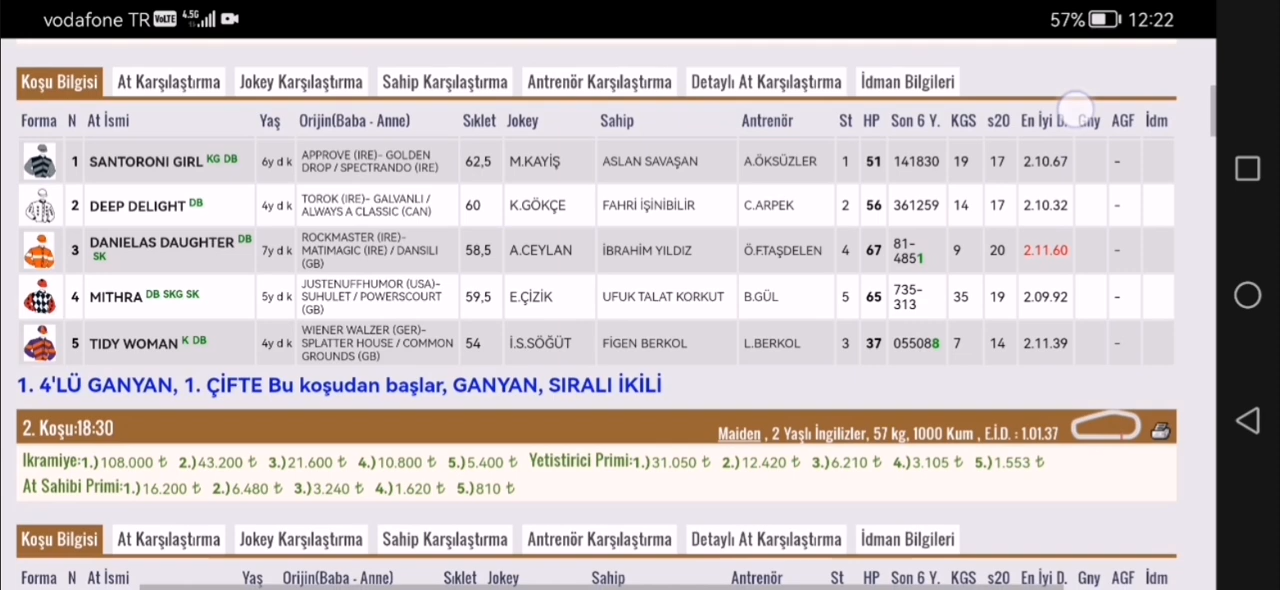 vodafone TR VoLTE 4.5G 57% 12:22
Koşu Bilgisi At Karşılaştırma Jokey Karşılaştırma Sahip Karşılaştırma Antrenör Karşılaştırma Detaylı At Karşılaştırma İdman Bilgileri
Forma N At İsmi Yaş Orijin(Baba - Anne) Sıklet Jokey Sahip Antrenör St HP Son 6 Y. KGS s20 En İyi D. Gny AGF İdm
1 SANTORONI GIRL KG DB 6y d k APPROVE (IRE)- GOLDEN DROP / SPECTRANDO (IRE) 62,5 M.KAYİŞ ASLAN SAVAŞAN A.ÖKSÜZLER 1 51 141830 19 17 2.10.67 -
2 DEEP DELIGHT DB 4y d k TOROK (IRE)- GALVANLI / ALWAYS A CLASSIC (CAN) 60 K.GÖKÇE FAHRİ İŞİNİBİLİR C.ARPEK 2 56 361259 14 17 2.10.32 -
3 DANIELAS DAUGHTER DB SK 7y d k ROCKMASTER (IRE)- MATIMAGIC (IRE) / DANSILI (GB) 58,5 A.CEYLAN İBRAHİM YILDIZ Ö.F.TAŞDELEN 4 67 81-4851 9 20 2.11.60 -
4 MITHRA DB SKG SK 5y d k JUSTENUFFHUMOR (USA)- SUHULET / POWERSCOURT (GB) 59,5 E.ÇİZİK UFUK TALAT KORKUT B.GÜL 5 65 735-313 35 19 2.09.92 -
5 TIDY WOMAN K DB 4y d k WIENER WALZER (GER)- SPLATTER HOUSE / COMMON GROUNDS (GB) 54 İ.S.SÖĞÜT FİGEN BERKOL L.BERKOL 3 37 055088 7 14 2.11.39 -
1. 4'LÜ GANYAN, 1. ÇİFTE Bu koşudan başlar, GANYAN, SIRALI İKİLİ
2. Koşu:18:30
Maiden , 2 Yaşlı İngilizler, 57 kg, 1000 Kum , E.İ.D. : 1.01.37
Ikramiye:1.)108.000 ₺ 2.)43.200 ₺ 3.)21.600 ₺ 4.)10.800 ₺ 5.)5.400 ₺ Yetistirici Primi:1.)31.050 ₺ 2.)12.420 ₺ 3.)6.210 ₺ 4.)3.105 ₺ 5.)1.553 ₺
At Sahibi Primi:1.)16.200 ₺ 2.)6.480 ₺ 3.)3.240 ₺ 4.)1.620 ₺ 5.)810 ₺
Koşu Bilgisi At Karşılaştırma Jokey Karşılaştırma Sahip Karşılaştırma Antrenör Karşılaştırma Detaylı At Karşılaştırma İdman Bilgileri
Forma N At İsmi Yaş Orijin(Baba - Anne) Sıklet Jokey Sahip Antrenör St HP Son 6 Y. KGS s20 En İyi D. Gny AGF İdm